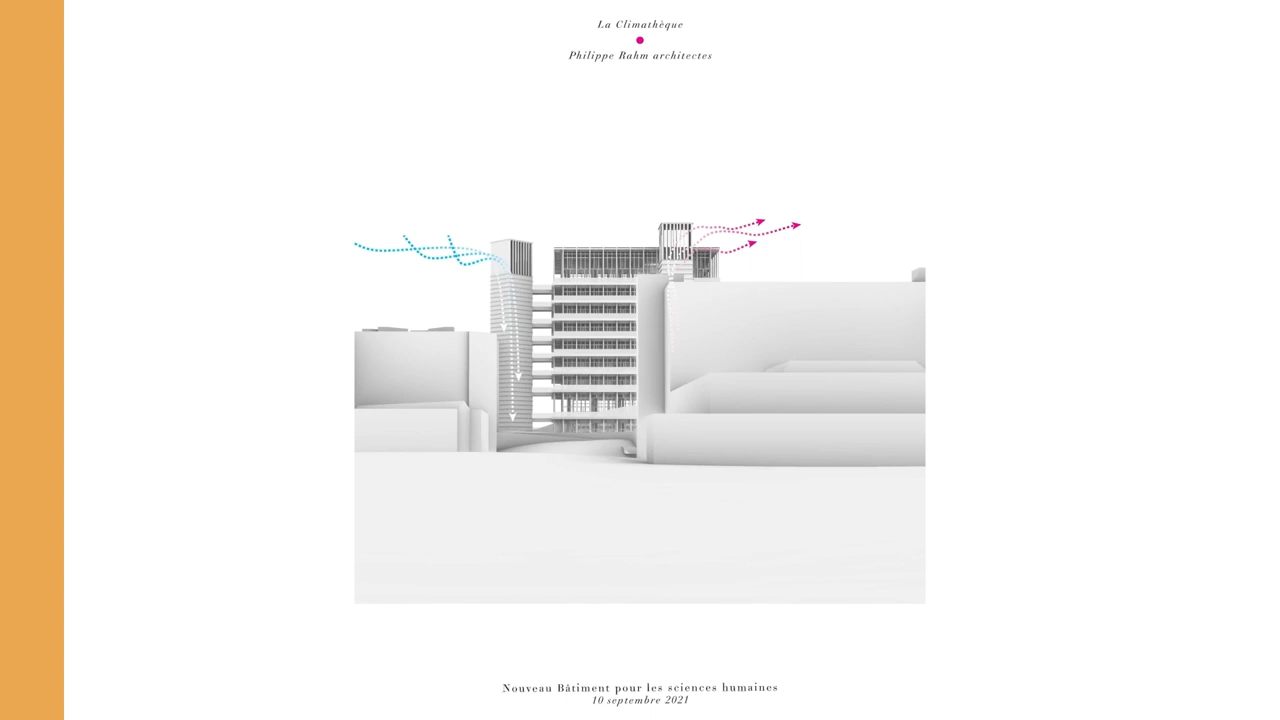 La Climathèque
Philippe Rahm architectes
Nouveau Bâtiment pour les sciences humaines
10 septembre 2021